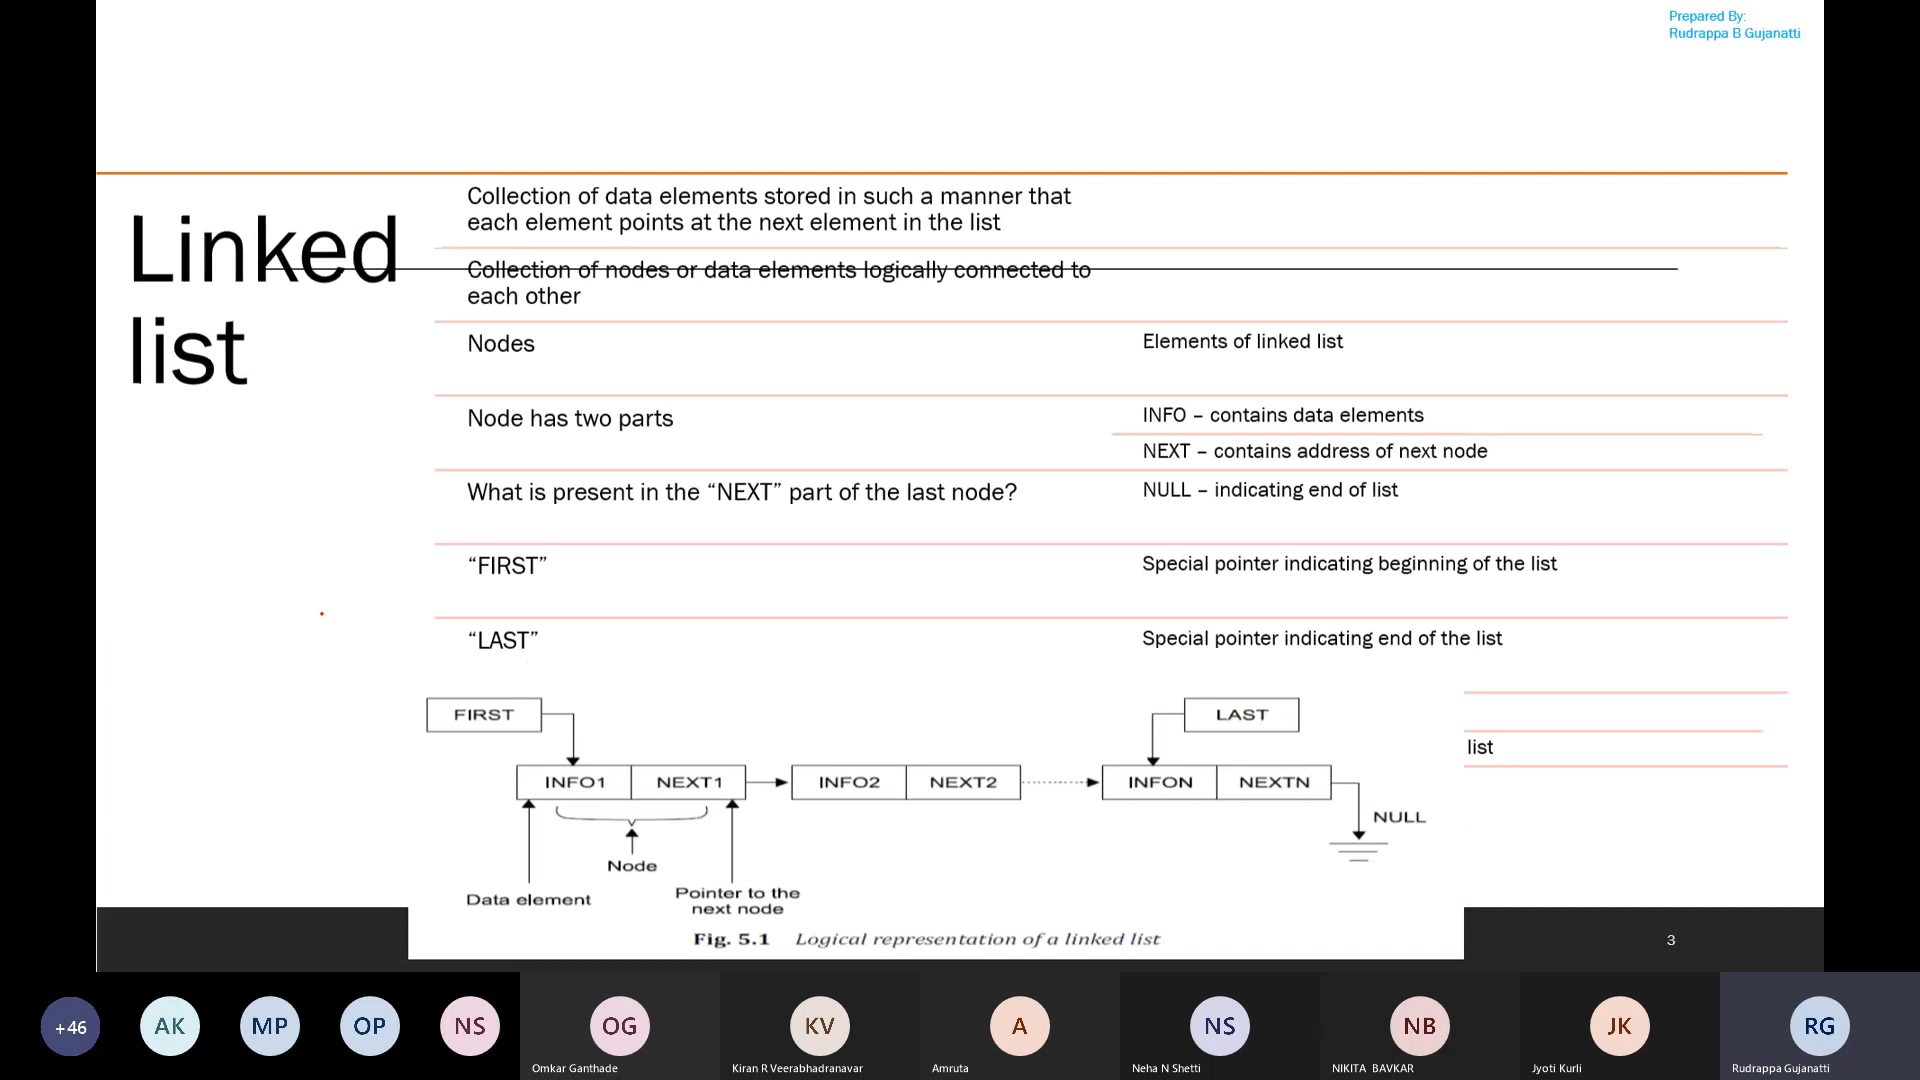 Prepared By:
Rudrappa B Gujanatti
Linked
list
Collection of data elements stored in such a manner that
each element points at the next element in the list
Collection of nodes or data elements logically connected to
each other
Nodes
Elements of linked list
Node has two parts
INFO – contains data elements
NEXT – contains address of next node
What is present in the “NEXT” part of the last node?
NULL – indicating end of list
“FIRST”
Special pointer indicating beginning of the list
“LAST”
Special pointer indicating end of the list
list
FIRST
LAST
INFO1 NEXT1 INFO2 NEXT2 INFON NEXTN
NULL
Node
Data element
Pointer to the
next node
Fig. 5.1 Logical representation of a linked list
3
+46 AK MP OP NS OG KV A NS NB JK RG
Omkar Ganthade Kiran R Veerabhadranavar Amruta Neha N Shetti NIKITA BAVKAR Jyoti Kurli Rudrappa Gujanatti